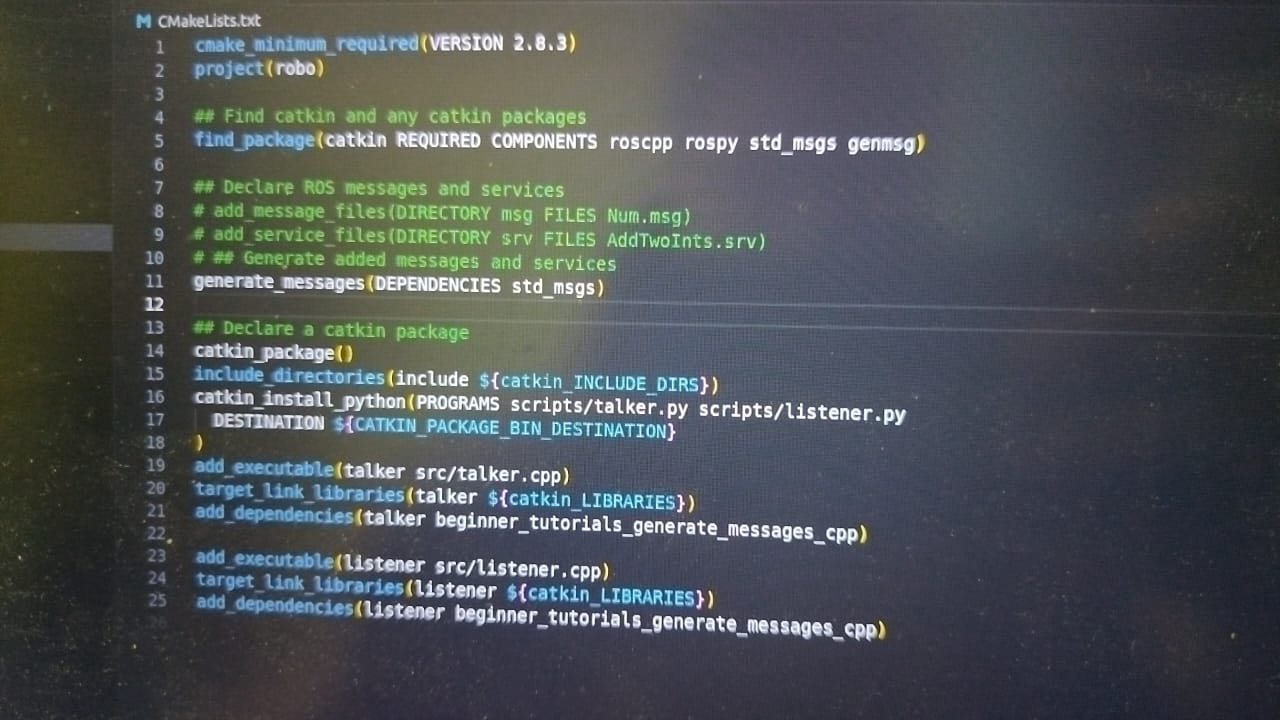 CMakeLists.txt
1 cmake_minimum_required(VERSION 2.8.3)
2 project(robo)
3
4 ## Find catkin and any catkin packages
5 find_package(catkin REQUIRED COMPONENTS roscpp rospy std_msgs genmsg)
6
7 ## Declare ROS messages and services
8 # add_message_files(DIRECTORY msg FILES Num.msg)
9 # add_service_files(DIRECTORY srv FILES AddTwoInts.srv)
10 # ## Generate added messages and services
11 generate_messages(DEPENDENCIES std_msgs)
12
13 ## Declare a catkin package
14 catkin_package()
15 include_directories(include ${catkin_INCLUDE_DIRS})
16 catkin_install_python(PROGRAMS scripts/talker.py scripts/listener.py
17 DESTINATION ${CATKIN_PACKAGE_BIN_DESTINATION}
18 )
19 add_executable(talker src/talker.cpp)
20 target_link_libraries(talker ${catkin_LIBRARIES})
21 add_dependencies(talker beginner_tutorials_generate_messages_cpp)
22
23 add_executable(listener src/listener.cpp)
24 target_link_libraries(listener ${catkin_LIBRARIES})
25 add_dependencies(listener beginner_tutorials_generate_messages_cpp)
26